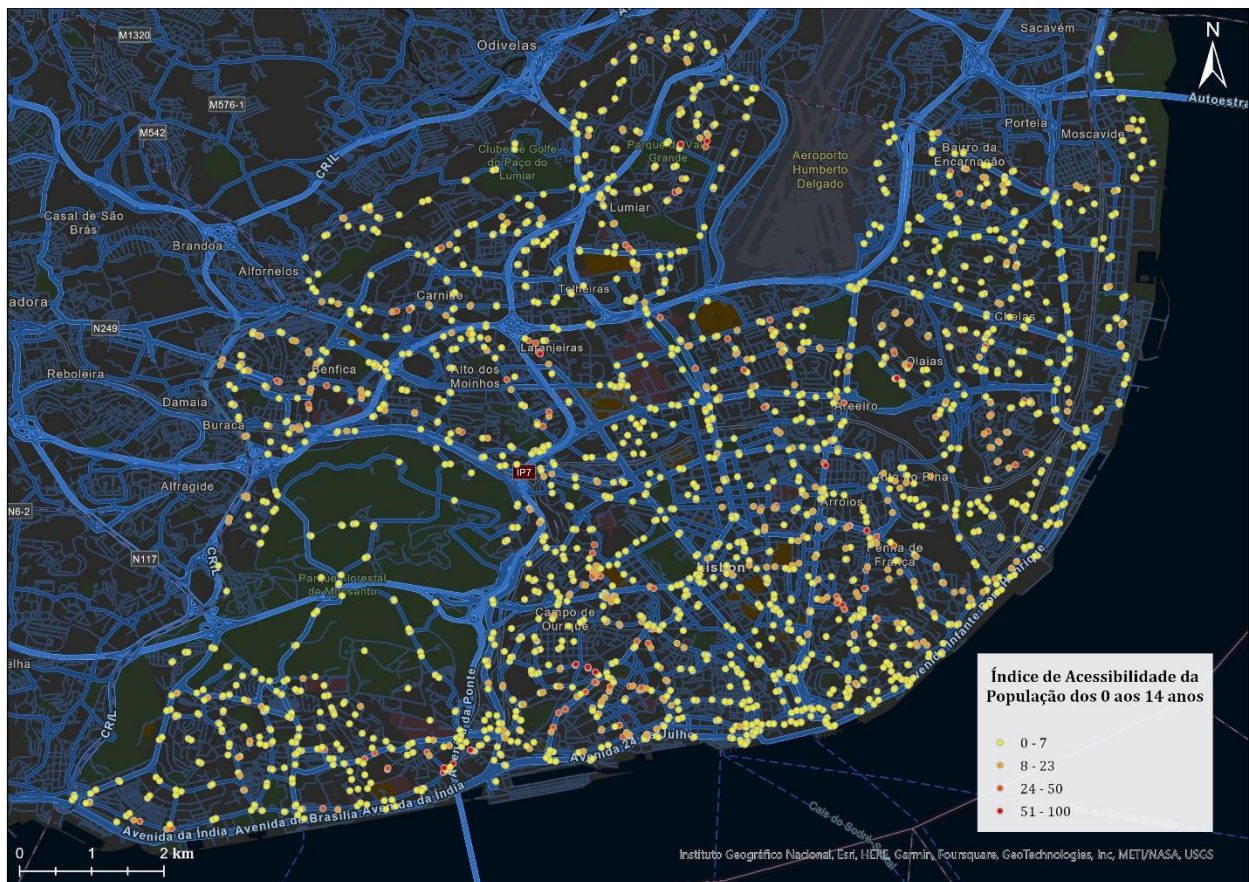 M1320
Odivelas
Sacavém
N
M576-1
Autoestra
Portela
M542
Moscavide
CRIL
Clube de Golfe
do Paço do
Lumiar
Parque do Vale
Grande
Bairro da
Encarnação
Aeroporto
Humberto
Delgado
Lumiar
Casal de São
Brás
Brandoa
Alfornelos
Telheiras
Carnide
adora
N249
Chelas
Laranjeiras
Olaias
Benfica
Alto dos
Moinhos
Reboleira
Damaia
Areeiro
Buraca
IP7
Alto do Pina
Alfragide
Arroios
N6-2
Penha de
França
N117
CRIL
Lisbon
Parque Florestal
de Monsanto
Campo de
Ourique
Avenida Infante Dom Henrique
elha
CRIL
Avenida da Ponte
Avenida 24 de Julho
Avenida da Índia Avenida de Brasília Avenida da Índia
Índice de Acessibilidade da
População dos 0 aos 14 anos
0 - 7
8 - 23
24 - 50
51 - 100
Cais do Sodré-Seixal
0 1 2 km
Instituto Geográfico Nacional, Esri, HERE, Garmin, Foursquare, GeoTechnologies, Inc, METI/NASA, USGS